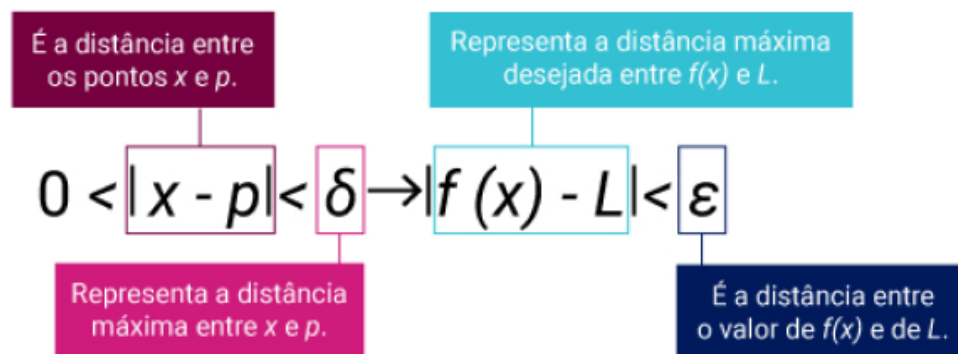 É a distância entre
os pontos x e p.
Representa a distância máxima
desejada entre f(x) e L.
0 < |x - p| < δ → |f (x) - L| < ε
Representa a distância
máxima entre x e p.
É a distância entre
o valor de f(x) e de L.